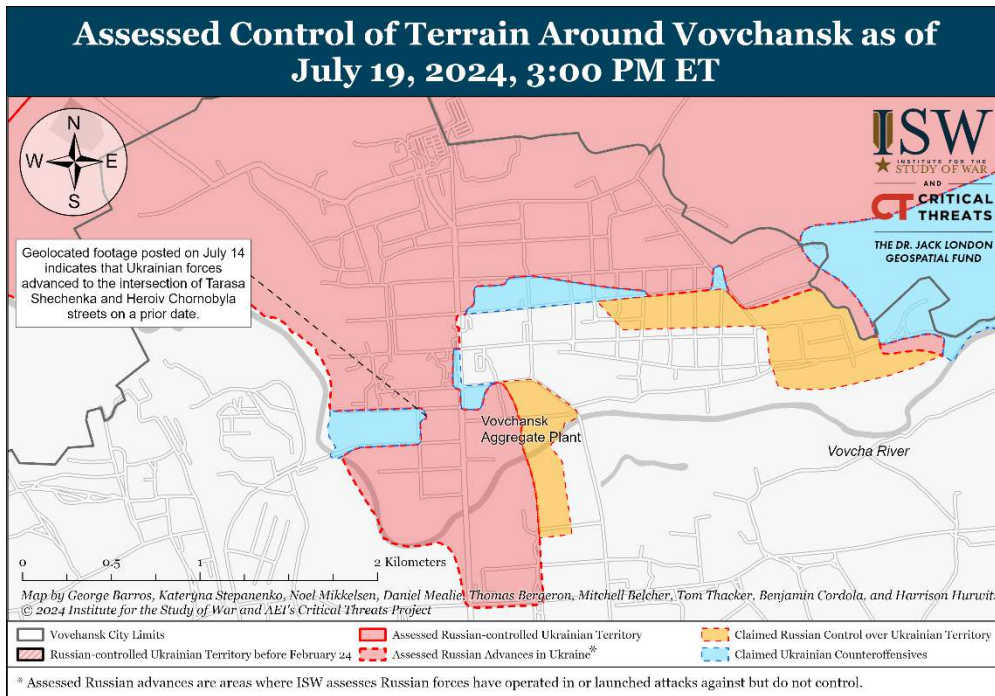 Assessed Control of Terrain Around Vovchansk as of
July 19, 2024, 3:00 PM ET
N
W E
S
ISW
INSTITUTE FOR THE
STUDY OF WAR
AND
CT CRITICAL
THREATS
THE DR. JACK LONDON
GEOSPATIAL FUND
Geolocated footage posted on July 14
indicates that Ukrainian forces
advanced to the intersection of Tarasa
Shechenka and Heroiv Chornobyla
streets on a prior date.
Vovchansk
Aggregate Plant
Vovcha River
0 0.5 1 2 Kilometers
Map by George Barros, Kateryna Stepanenko, Noel Mikkelsen, Daniel Mealie, Thomas Bergeron, Mitchell Belcher, Tom Thacker, Benjamin Cordola, and Harrison Hurwitz
© 2024 Institute for the Study of War and AEI's Critical Threats Project
Vovchansk City Limits
Assessed Russian-controlled Ukrainian Territory
Claimed Russian Control over Ukrainian Territory
Russian-controlled Ukrainian Territory before February 24
Assessed Russian Advances in Ukraine*
Claimed Ukrainian Counteroffensives
* Assessed Russian advances are areas where ISW assesses Russian forces have operated in or launched attacks against but do not control.